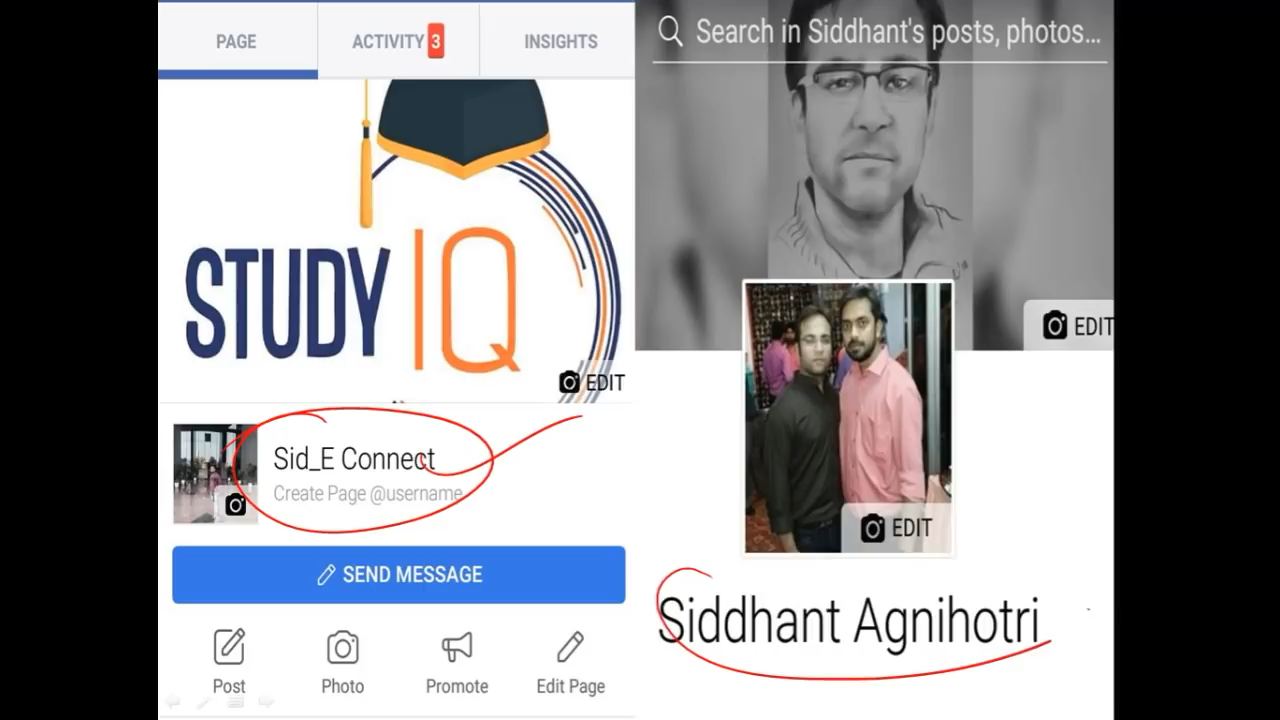 PAGE
ACTIVITY 3
INSIGHTS
STUDY IQ
EDIT
Sid_E Connect
Create Page @username
SEND MESSAGE
Post
Photo
Promote
Edit Page
Search in Siddhant's posts, photos...
EDIT
EDIT
Siddhant Agnihotri